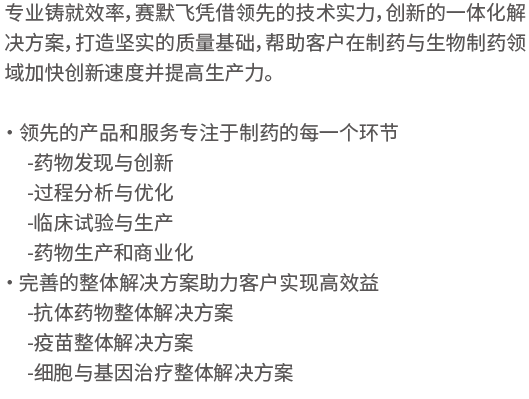 专业铸就效率，赛默飞凭借领先的技术实力，创新的一体化解
决方案，打造坚实的质量基础，帮助客户在制药与生物制药领
域加快创新速度并提高生产力。
・领先的产品和服务专注于制药的每一个环节
-药物发现与创新
-过程分析与优化
-临床试验与生产
-药物生产和商业化
・完善的整体解决方案助力客户实现高效益
-抗体药物整体解决方案
-疫苗整体解决方案
-细胞与基因治疗整体解决方案